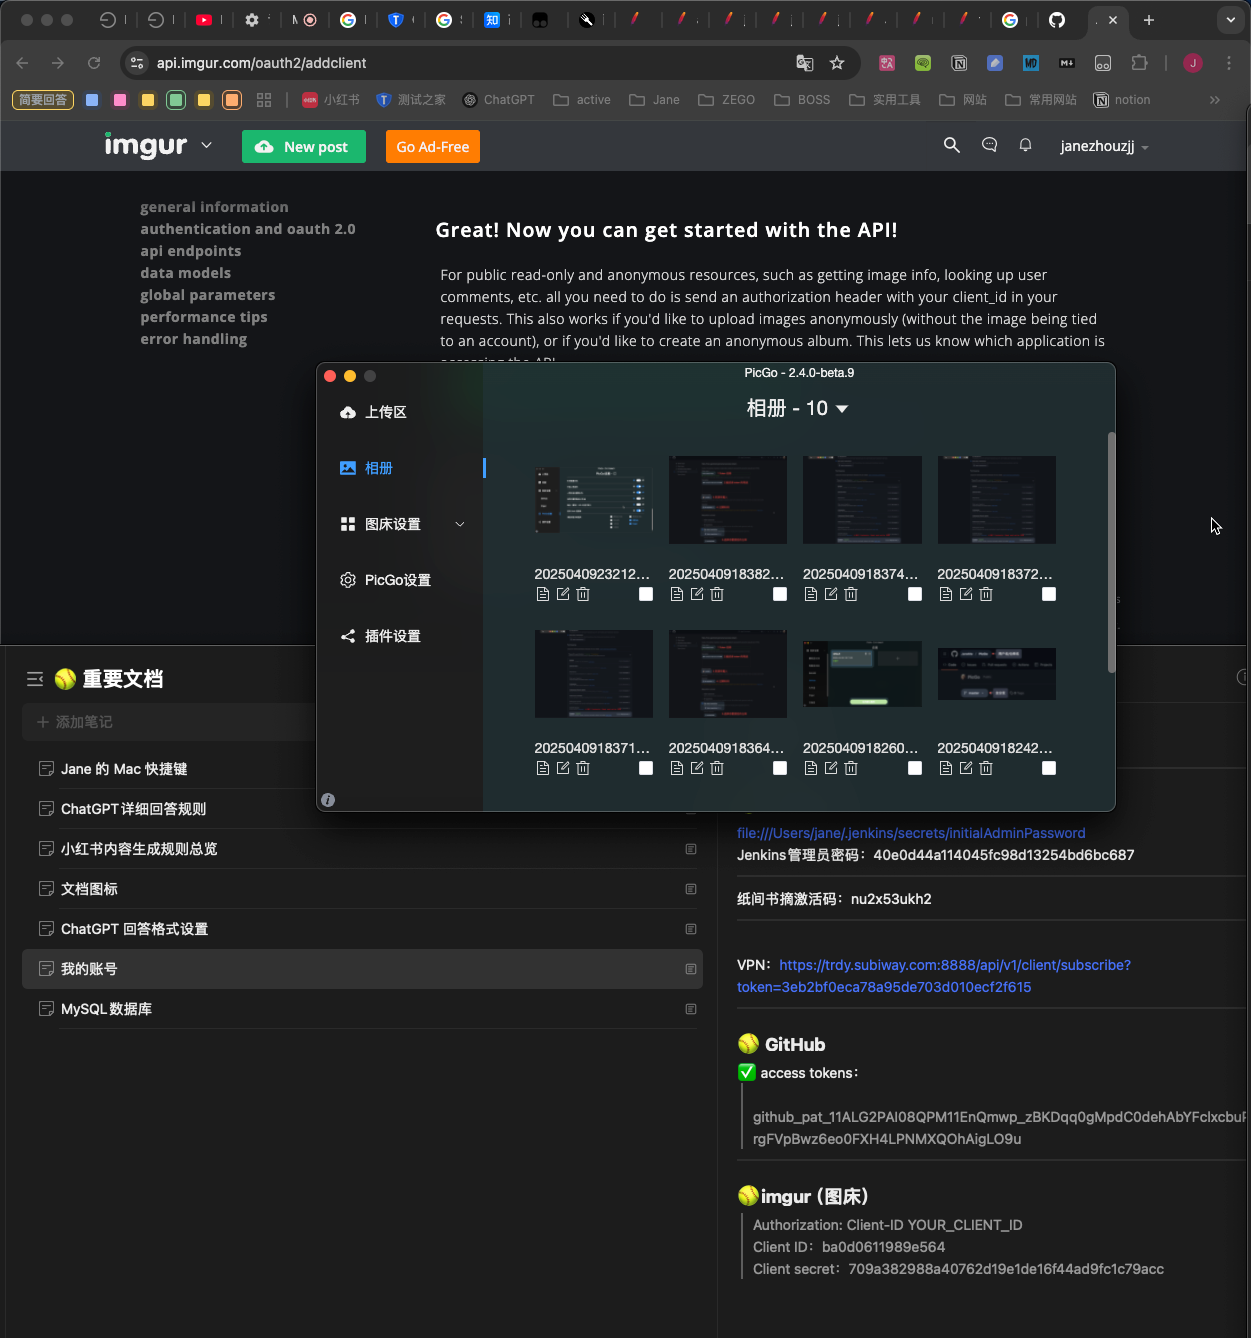 api.imgur.com/oauth2/addclient
简要回答
小红书
测试之家
ChatGPT
active
Jane
ZEGO
BOSS
实用工具
网站
常用网站
notion
imgur
New post
Go Ad-Free
janezhouzjj
general information
authentication and oauth 2.0
api endpoints
data models
global parameters
performance tips
error handling
Great! Now you can get started with the API!
For public read-only and anonymous resources, such as getting image info, looking up user
comments, etc. all you need to do is send an authorization header with your client_id in your
requests. This also works if you'd like to upload images anonymously (without the image being tied
to an account), or if you'd like to create an anonymous album. This lets us know which application is
accessing the API.
PicGo - 2.4.0-beta.9
上传区
相册
图床设置
PicGo设置
插件设置
相册 - 10
2025040923212...
2025040918382...
2025040918374...
2025040918372...
2025040918371...
2025040918364...
2025040918260...
2025040918242...
重要文档
添加笔记
Jane 的 Mac 快捷键
ChatGPT详细回答规则
小红书内容生成规则总览
文档图标
ChatGPT 回答格式设置
我的账号
MySQL数据库
file:///Users/jane/.jenkins/secrets/initialAdminPassword
Jenkins管理员密码：40e0d44a114045fc98d13254bd6bc687
纸间书摘激活码：nu2x53ukh2
VPN：https://trdy.subiway.com:8888/api/v1/client/subscribe?
token=3eb2bf0eca78a95de703d010ecf2f615
GitHub
access tokens：
github_pat_11ALG2PAI08QPM11EnQmwp_zBKDqq0gMpdC0dehAbYFclxcbuF
rgFVpBwz6eo0FXH4LPNMXQOhAigLO9u
imgur（图床）
Authorization: Client-ID YOUR_CLIENT_ID
Client ID：ba0d0611989e564
Client secret：709a382988a40762d19e1de16f44ad9fc1c79acc